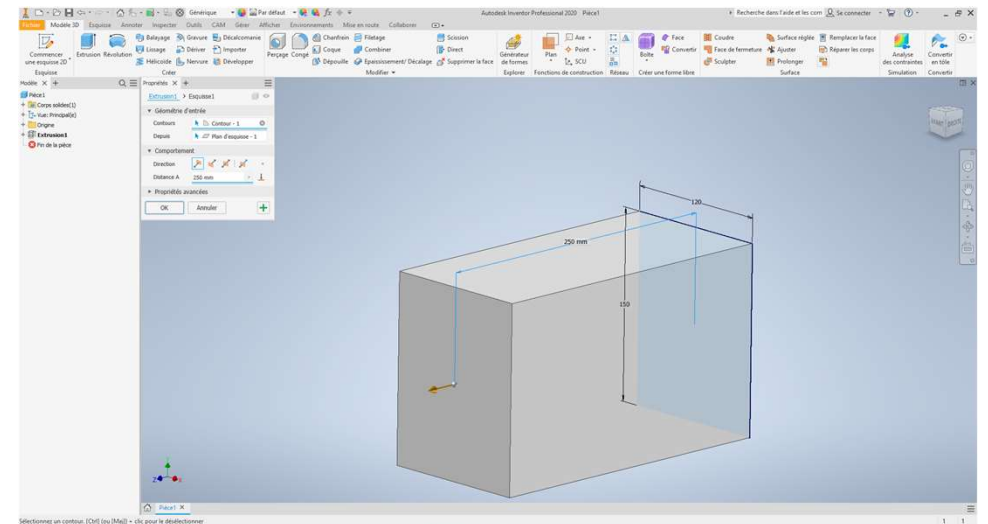 Générique Par défaut Autodesk Inventor Professional 2020 Pièce1 Recherche dans l'aide et les com Se connecter
Fichier Modèle 3D Esquisse Annoter Inspecter Outils CAM Gérer Afficher Environnements Mise en route Collaborer
Commencer une esquisse 2D
Extrusion Révolution
Balayage Gravure Décalcomanie
Lissage Dériver Importer
Hélicoïde Nervure Développer
Perçage Congé
Chanfrein Filetage Scission
Coque Combiner Direct
Dépouille Epaississement/ Décalage Supprimer la face
Générateur de formes
Plan
Axe
Point
SCU
Boîte
Face
Convertir
Coudre Surface réglée Remplacer la face
Face de fermeture Ajuster Réparer les corps
Sculpter Prolonger
Analyse des contraintes
Convertir en tôle
Esquisse Créer Modifier Explorer Fonctions de construction Réseau Créer une forme libre Surface Simulation Convertir
Modèle
Pièce1
Corps solides(1)
Vue: Principal(e)
Origine
Extrusion1
Fin de la pièce
Propriétés
Extrusion1 > Esquisse1
Géométrie d'entrée
Contours Contour - 1
Depuis Plan d'esquisse - 1
Comportement
Direction
Distance A 250 mm
Propriétés avancées
OK Annuler
120
250 mm
150
DROITE
Z X
Pièce1
Sélectionnez un contour. [Ctrl] (ou [Maj]) + clic pour le désélectionner 1 1